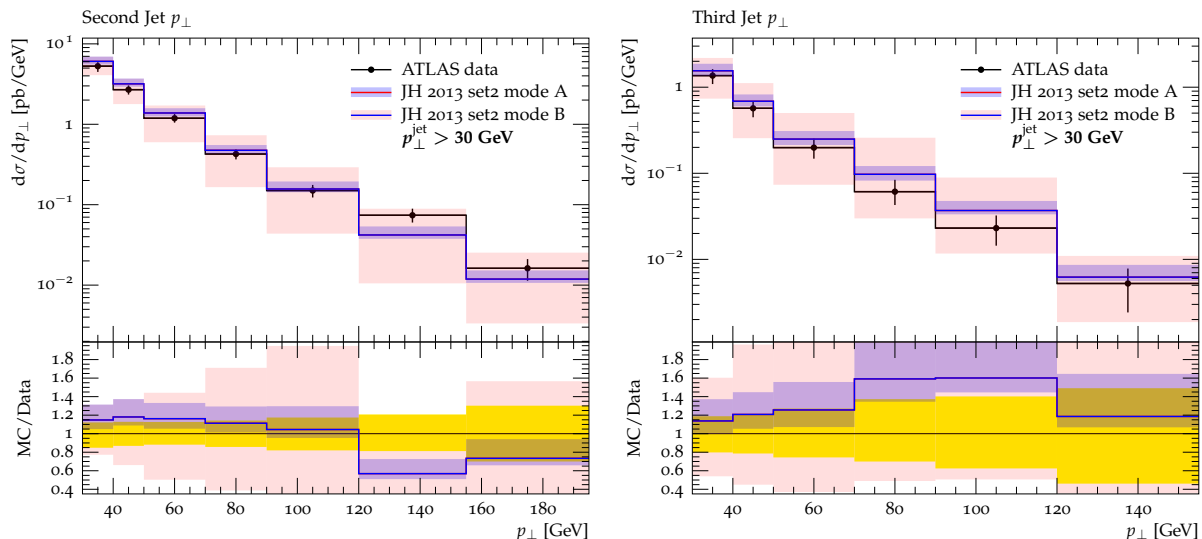 Second Jet p⊥
dσ/dp⊥ [pb/GeV]
10^1
1
10^−1
10^−2
ATLAS data
JH 2013 set2 mode A
JH 2013 set2 mode B
p⊥^jet > 30 GeV
MC/Data
1.8
1.6
1.4
1.2
1
0.8
0.6
0.4
40 60 80 100 120 140 160 180
p⊥ [GeV]
Third Jet p⊥
dσ/dp⊥ [pb/GeV]
1
10^−1
10^−2
ATLAS data
JH 2013 set2 mode A
JH 2013 set2 mode B
p⊥^jet > 30 GeV
MC/Data
1.8
1.6
1.4
1.2
1
0.8
0.6
0.4
40 60 80 100 120 140
p⊥ [GeV]